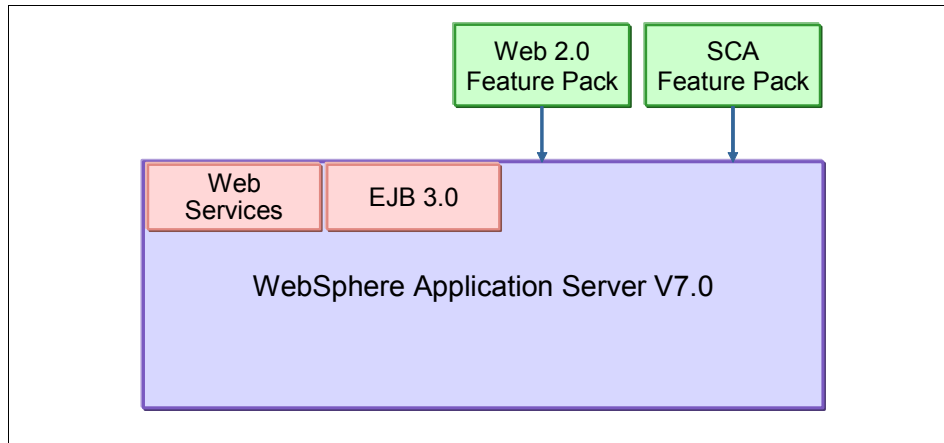 Web 2.0
Feature Pack
SCA
Feature Pack
Web
Services
EJB 3.0
WebSphere Application Server V7.0